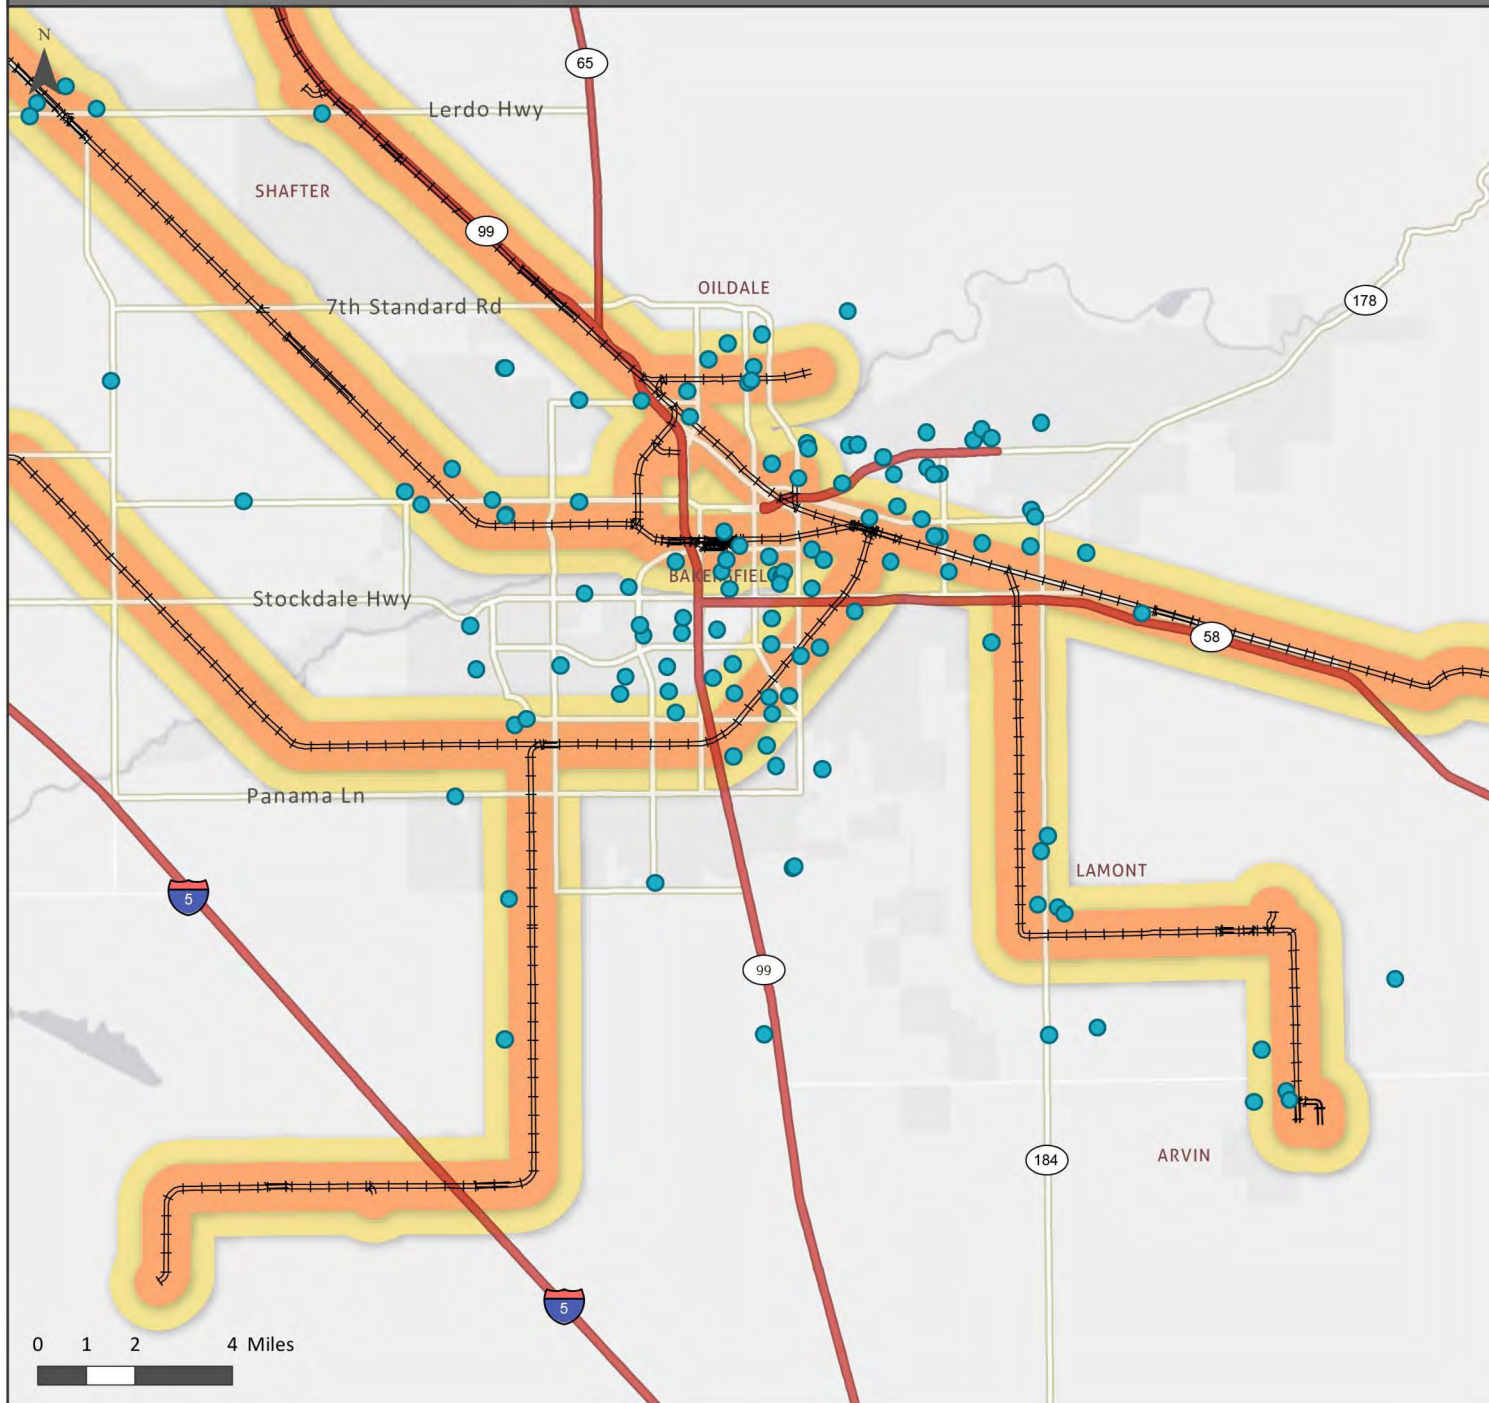 N
65
Lerdo Hwy
SHAFTER
99
OILDALE
7th Standard Rd
178
BAKERSFIELD
Stockdale Hwy
58
Panama Ln
LAMONT
5
99
ARVIN
184
5
0 1 2 4 Miles